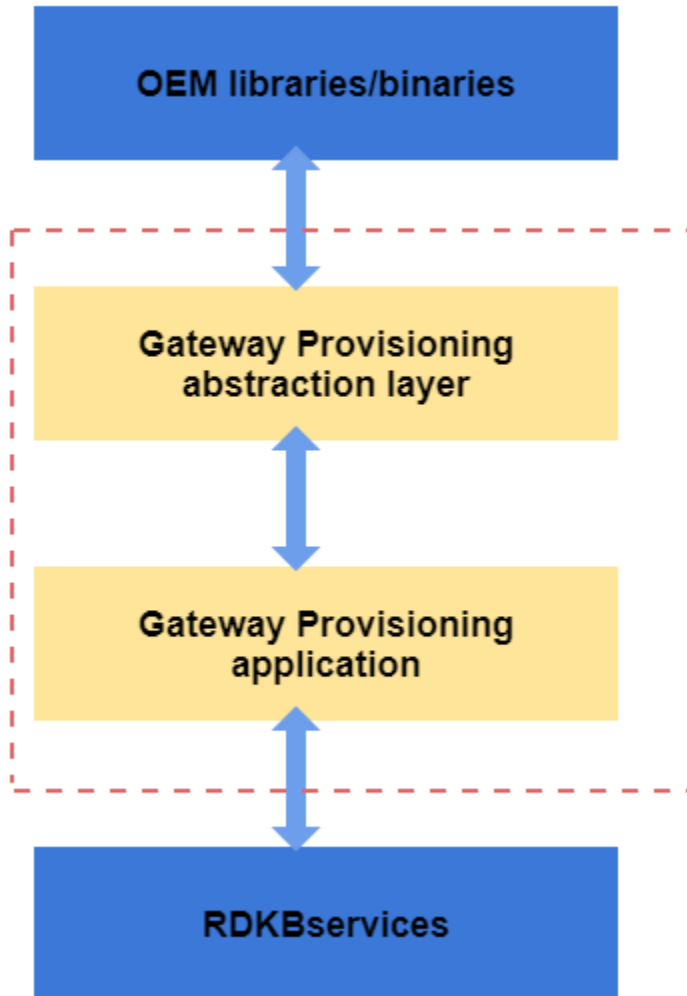 OEM libraries/binaries
Gateway Provisioning
abstraction layer
Gateway Provisioning
application
RDKBservices